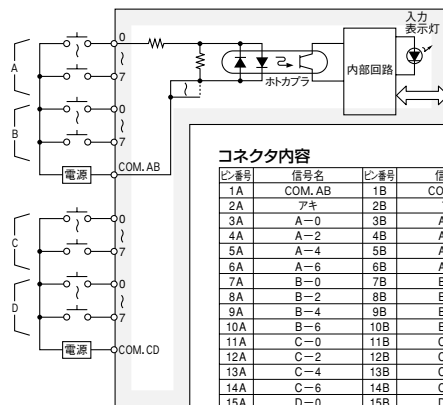 入力
表示灯
0
A
7
ホトカプラ
内部回路
0
B
7
電源
COM.AB
0
C
7
0
D
7
電源
COM.CD
コネクタ内容
ピン番号 信号名 ピン番号
1A COM.AB 1B
2A アキ 2B
3A A−0 3B
4A A−2 4B
5A A−4 5B
6A A−6 6B
7A B−0 7B
8A B−2 8B
9A B−4 9B
10A B−6 10B
11A C−0 11B
12A C−2 12B
13A C−4 13B
14A C−6 14B
15A D−0 15B